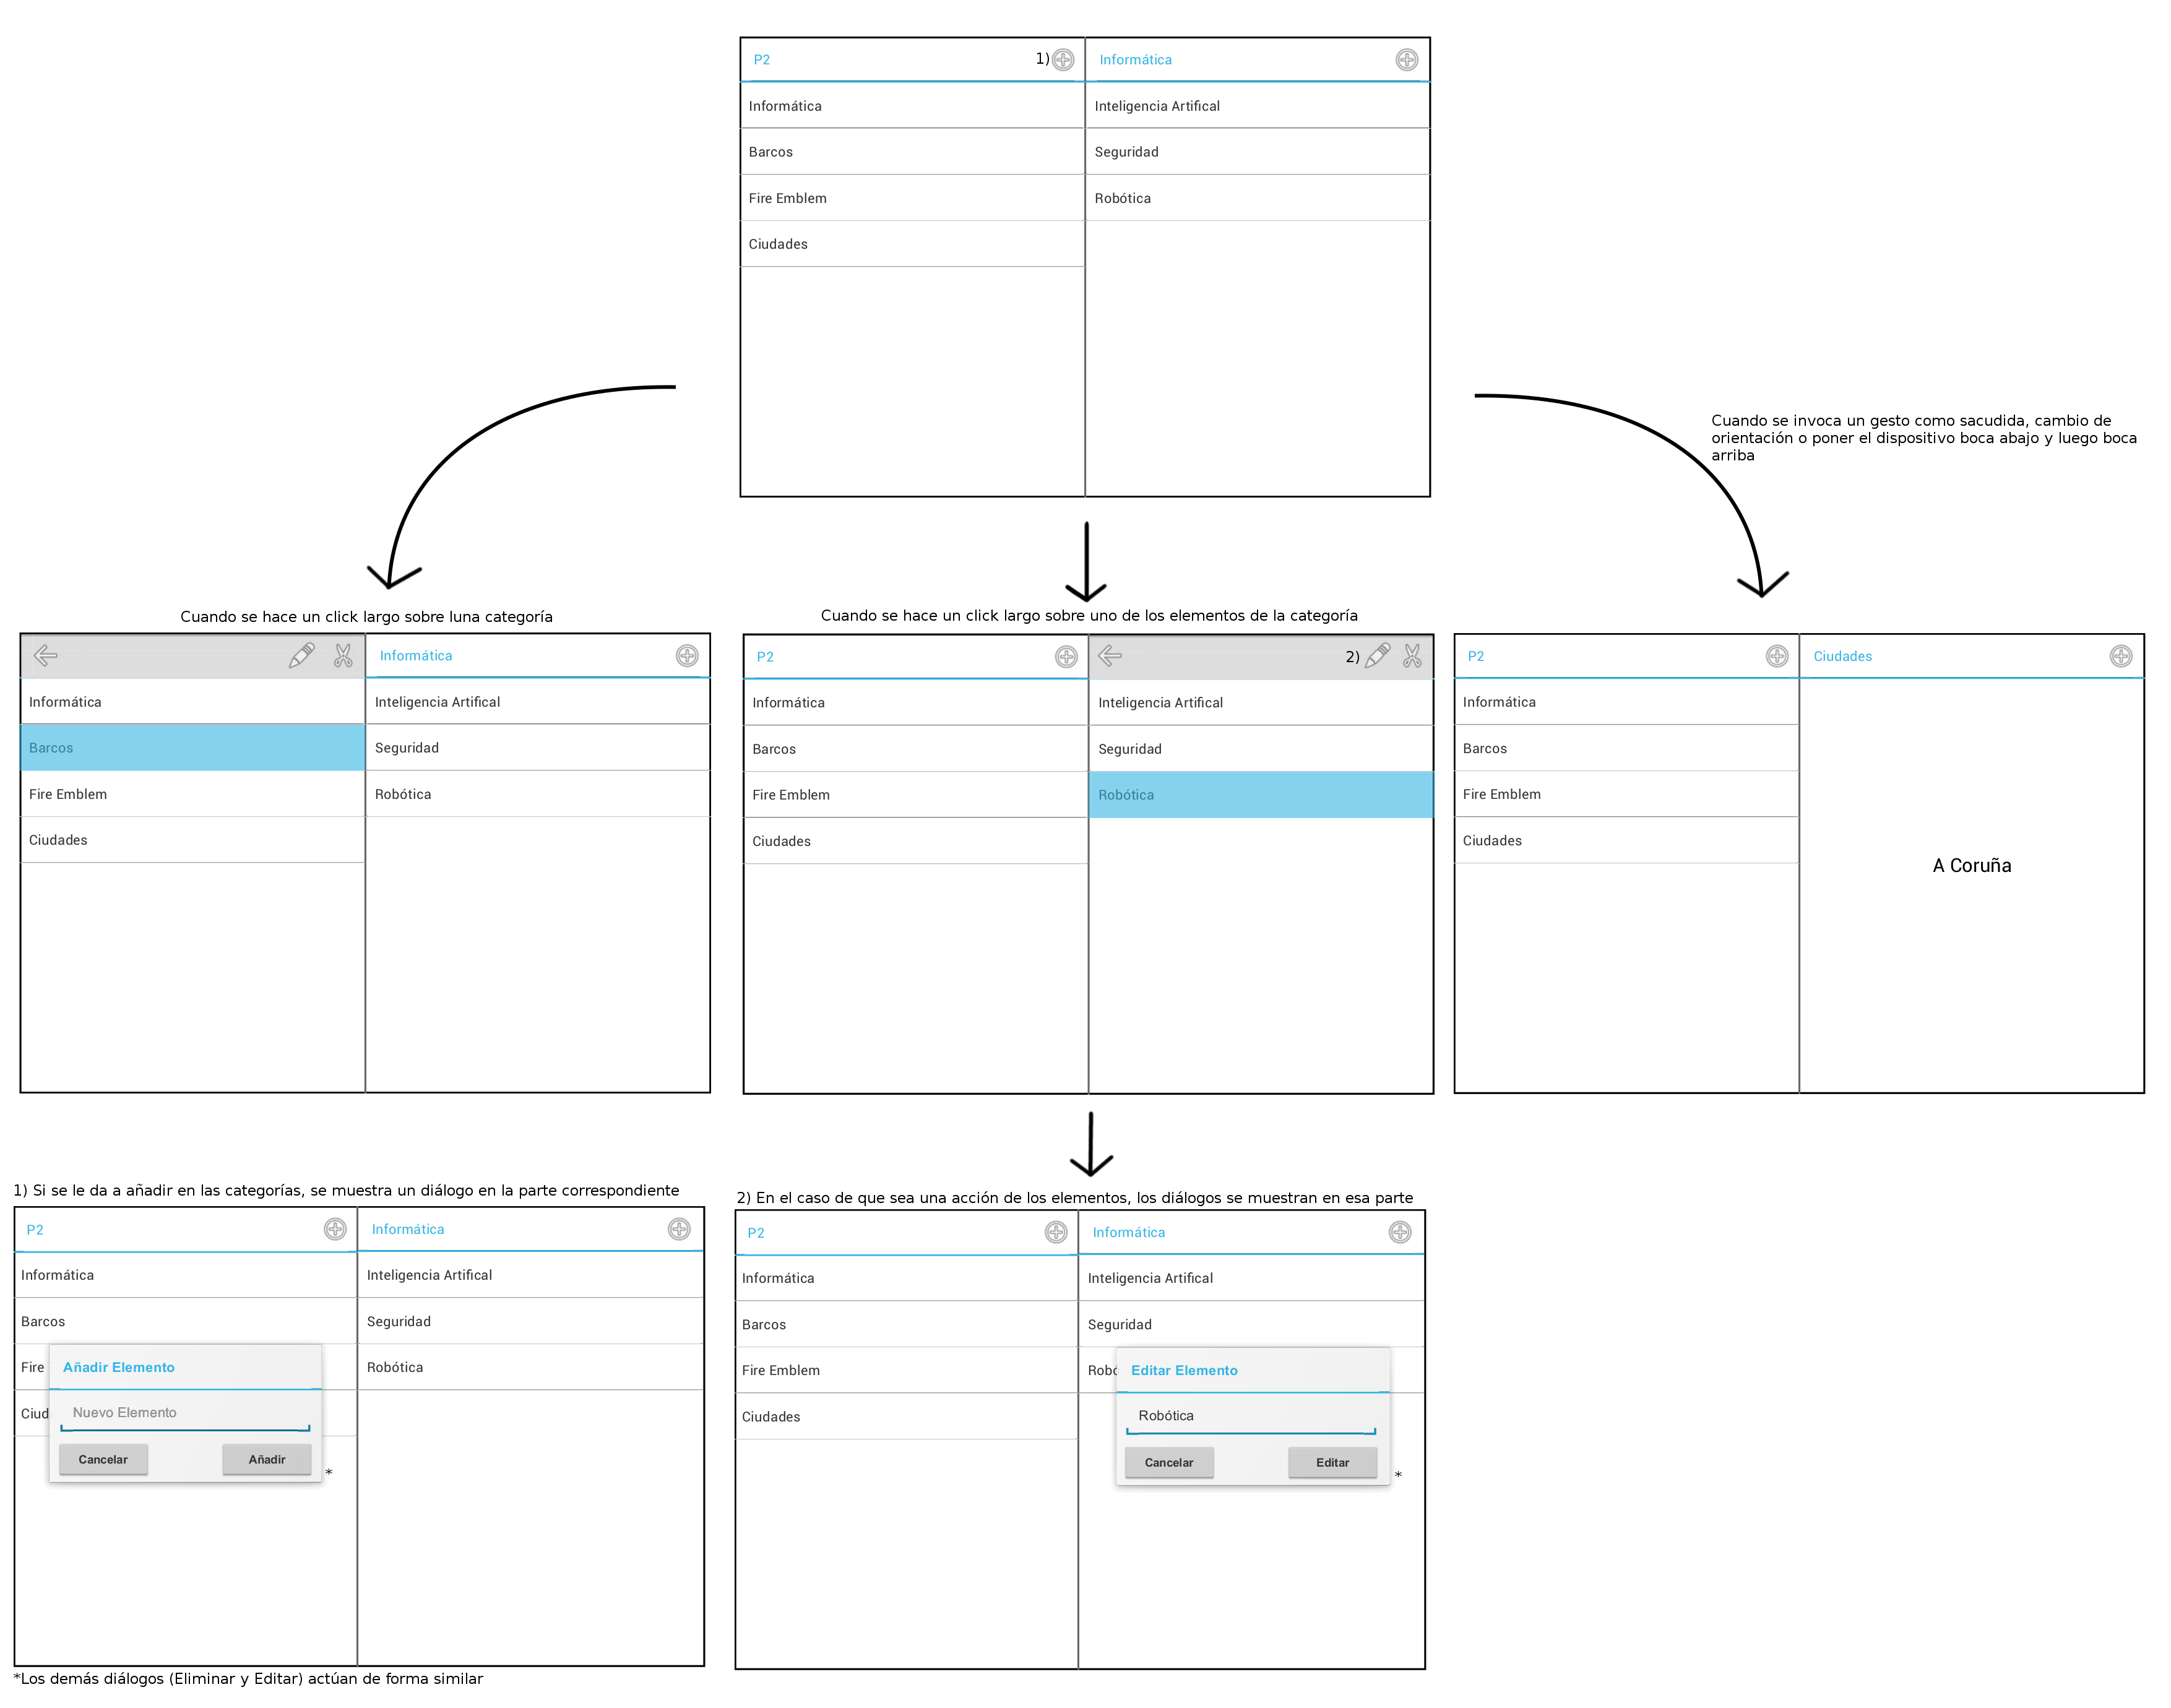 P2
1)
Informática
Informática
Barcos
Fire Emblem
Ciudades
Inteligencia Artifical
Seguridad
Robótica
Cuando se invoca un gesto como sacudida, cambio de
orientación o poner el dispositivo boca abajo y luego boca
arriba
Cuando se hace un click largo sobre luna categoría
Informática
Informática
Barcos
Fire Emblem
Ciudades
Inteligencia Artifical
Seguridad
Robótica
Cuando se hace un click largo sobre uno de los elementos de la categoría
P2
2)
Informática
Barcos
Fire Emblem
Ciudades
Inteligencia Artifical
Seguridad
Robótica
P2
Ciudades
Informática
Barcos
Fire Emblem
Ciudades
A Coruña
1) Si se le da a añadir en las categorías, se muestra un diálogo en la parte correspondiente
P2
Informática
Informática
Barcos
Fire
Ciud
Inteligencia Artifical
Seguridad
Robótica
Añadir Elemento
Nuevo Elemento
Cancelar
Añadir
*
*Los demás diálogos (Eliminar y Editar) actúan de forma similar
2) En el caso de que sea una acción de los elementos, los diálogos se muestran en esa parte
P2
Informática
Informática
Barcos
Fire Emblem
Ciudades
Inteligencia Artifical
Seguridad
Robó
Editar Elemento
Robótica
Cancelar
Editar
*